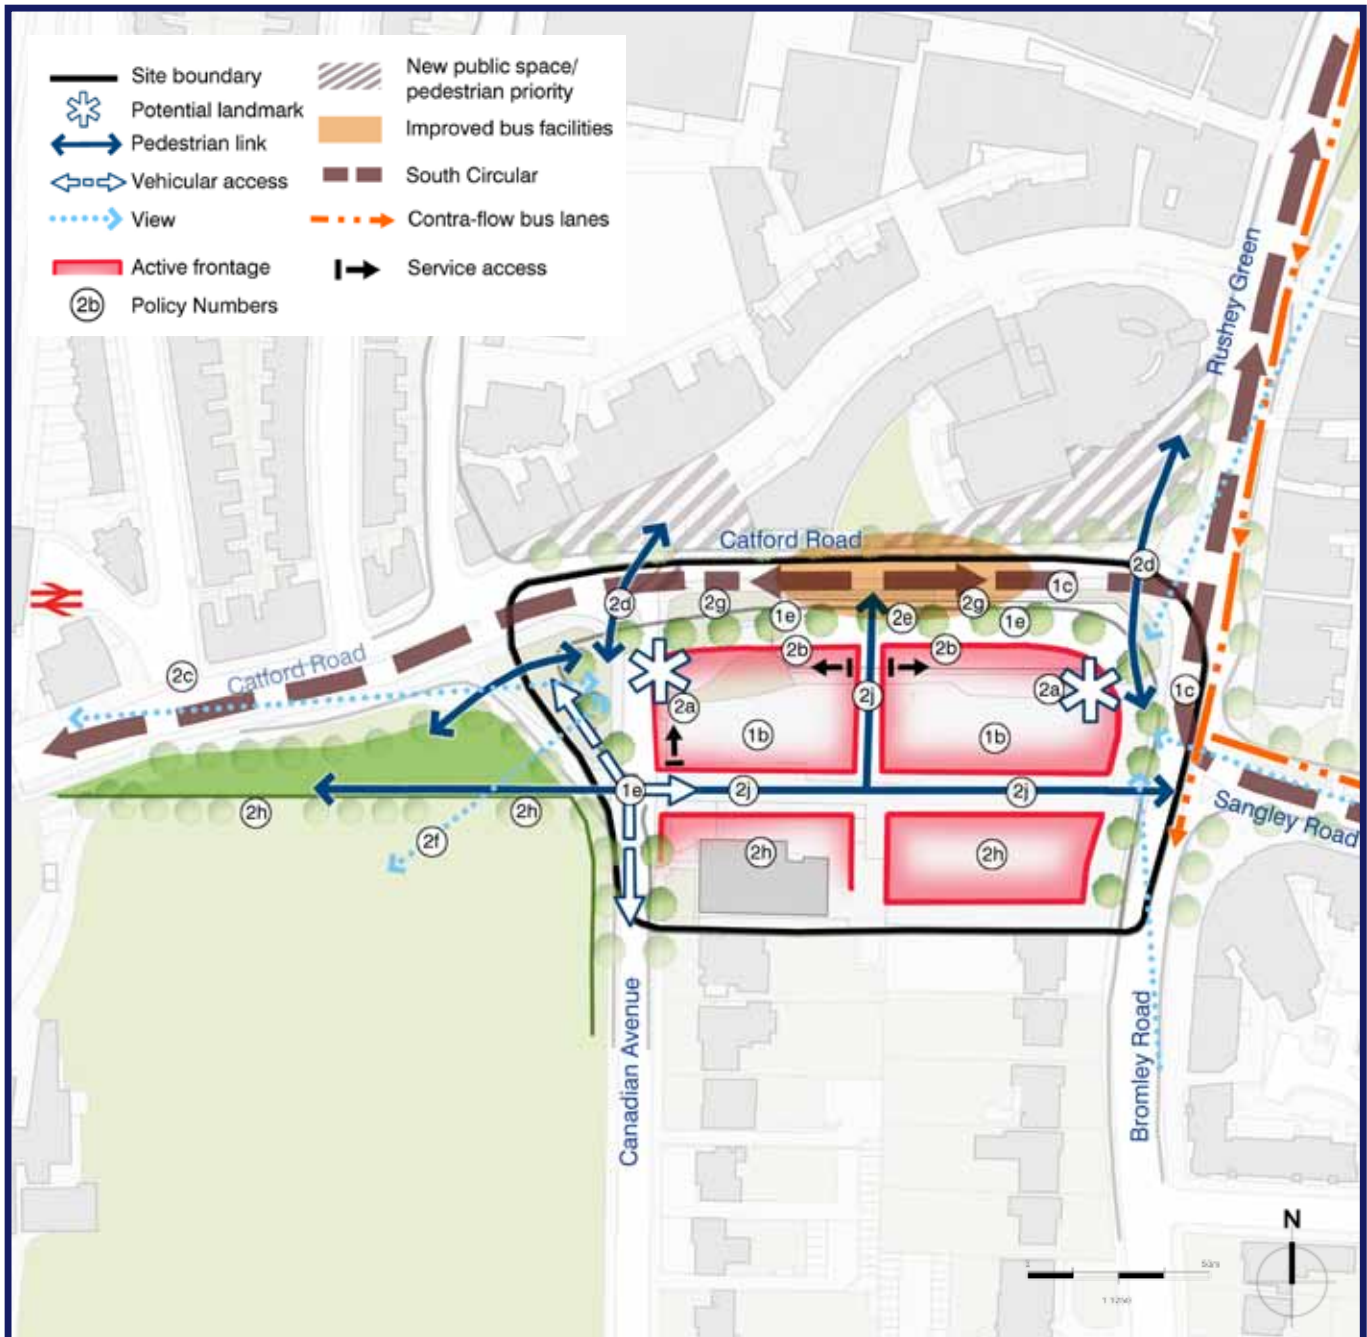 Site boundary
Potential landmark
Pedestrian link
Vehicular access
View
Active frontage
2b Policy Numbers
New public space/
pedestrian priority
Improved bus facilities
South Circular
Contra-flow bus lanes
Service access
Rushey Green
Catford Road
2d
2d
2g
1e
2e
2g
1e
1c
2c
Catford Road
2b
2b
2a
2j
2a
1c
1b
1b
1e
2j
2j
Sangley Road
2h
2h
2f
2h
2h
Canadian Avenue
Bromley Road
N